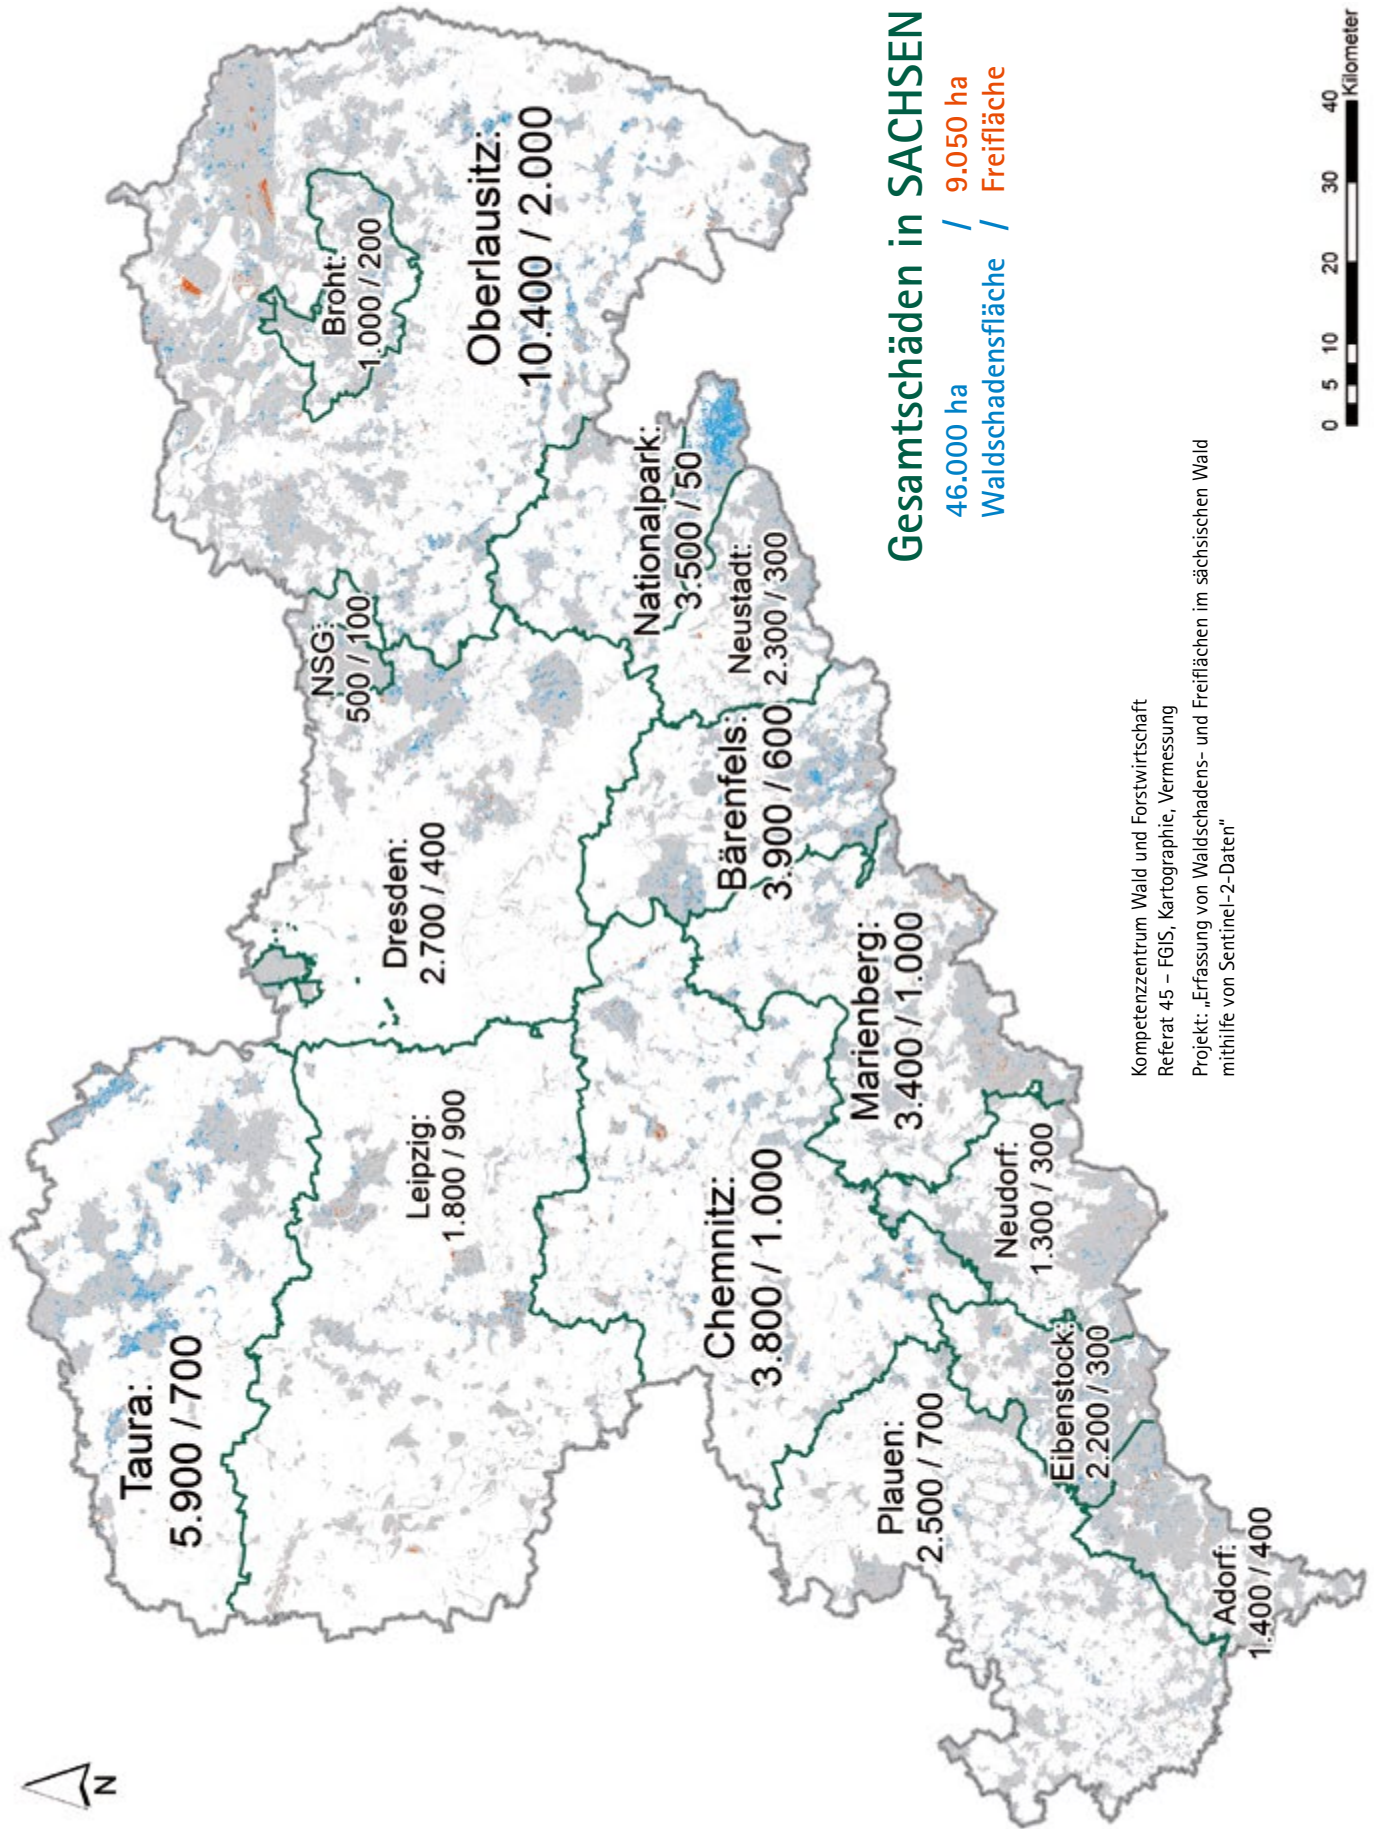 N
Taura:
5.900 / 700
Leipzig:
1.800 / 900
Dresden:
2.700 / 400
NSG:
500 / 100
Broht:
1.000 / 200
Oberlausitz:
10.400 / 2.000
Nationalpark:
3.500 / 50
Neustadt:
2.300 / 300
Bärenfels:
3.900 / 600
Marienberg:
3.400 / 1.000
Chemnitz:
3.800 / 1.000
Neudorf:
1.300 / 300
Eibenstock:
2.200 / 300
Plauen:
2.500 / 700
Adorf:
1.400 / 400
Gesamtschäden in SACHSEN
46.000 ha / 9.050 ha
Waldschadensfläche / Freifläche
Kompetenzzentrum Wald und Forstwirtschaft
Referat 45 – FGIS, Kartographie, Vermessung
Projekt: „Erfassung von Waldschadens- und Freiflächen im sächsischen Wald
mithilfe von Sentinel-2-Daten"
0 5 10 20 30 40
Kilometer